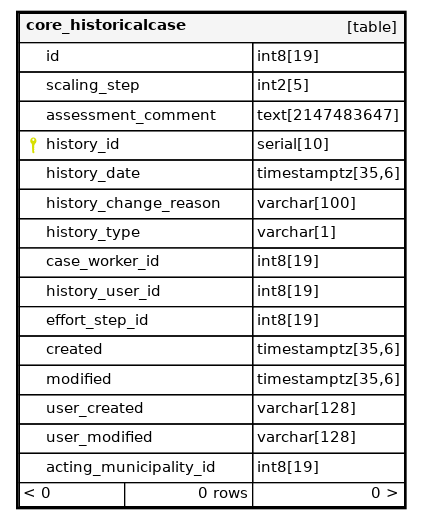 core_historicalcase [table]
id int8[19]
scaling_step int2[5]
assessment_comment text[2147483647]
history_id serial[10]
history_date timestamptz[35,6]
history_change_reason varchar[100]
history_type varchar[1]
case_worker_id int8[19]
history_user_id int8[19]
effort_step_id int8[19]
created timestamptz[35,6]
modified timestamptz[35,6]
user_created varchar[128]
user_modified varchar[128]
acting_municipality_id int8[19]
< 0 0 rows 0 >